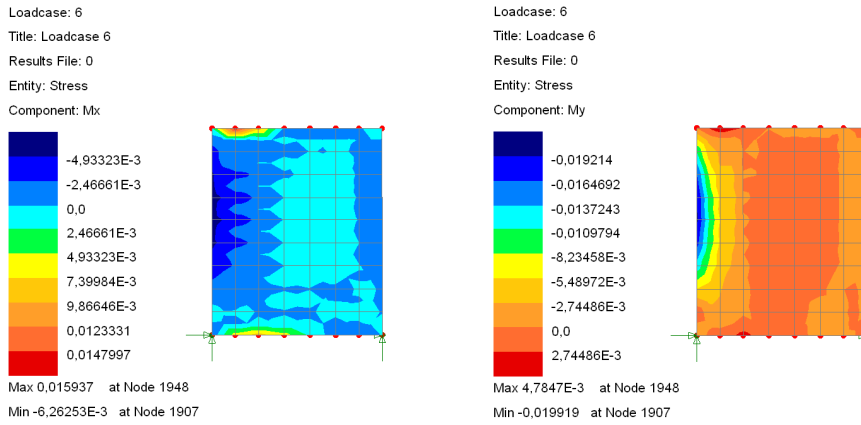 Loadcase: 6
Title: Loadcase 6
Results File: 0
Entity: Stress
Component: Mx
-4,93323E-3
-2,46661E-3
0,0
2,46661E-3
4,93323E-3
7,39984E-3
9,86646E-3
0,0123331
0,0147997
Max 0,015937 at Node 1948
Min -6,26253E-3 at Node 1907
Loadcase: 6
Title: Loadcase 6
Results File: 0
Entity: Stress
Component: My
-0,019214
-0,0164692
-0,0137243
-0,0109794
-8,23458E-3
-5,48972E-3
-2,74486E-3
0,0
2,74486E-3
Max 4,7847E-3 at Node 1948
Min -0,019919 at Node 1907